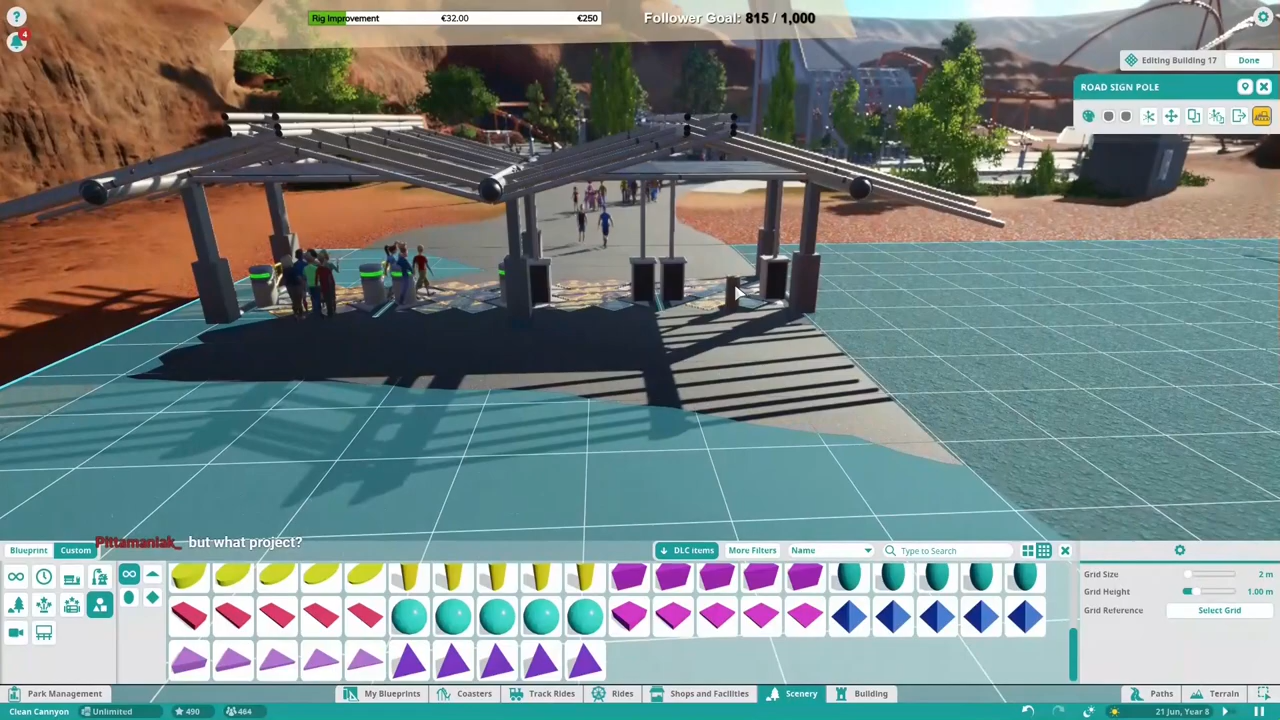 Rig Improvement €32.00 €250 Follower Goal: 815 / 1,000
4
Editing Building 17 Done
ROAD SIGN POLE
Pittamaniak_ but what project?
Blueprint Custom DLC items More Filters Name Type to Search
Grid Size 2 m
Grid Height 1.00 m
Grid Reference Select Grid
Park Management My Blueprints Coasters Track Rides Rides Shops and Facilities Scenery Building Paths Terrain
Clean Cannyon Unlimited 490 464 21 Jun, Year 8